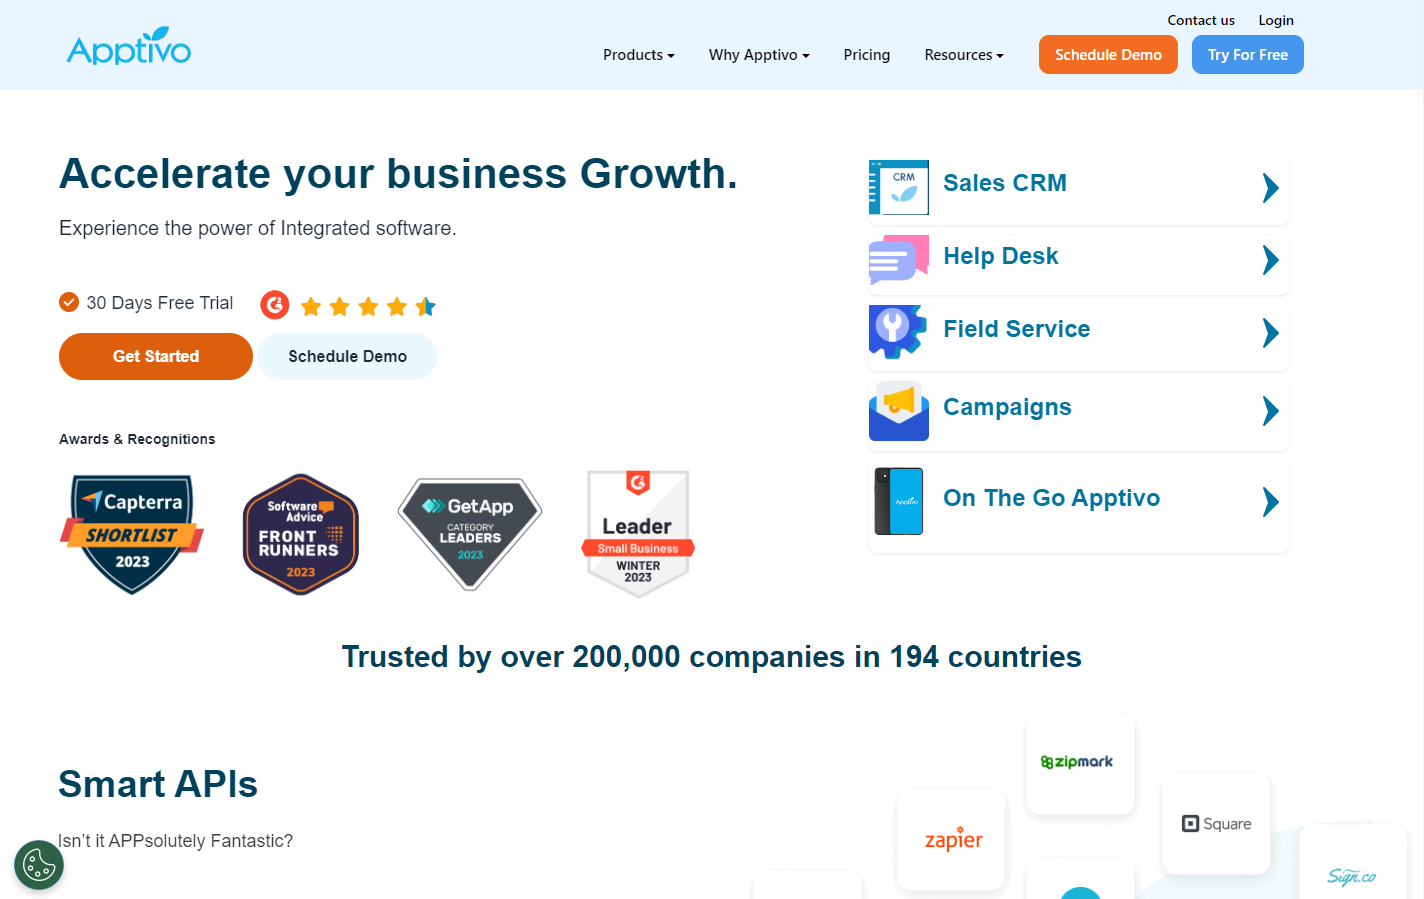 Contact us
Login
Apptivo
Products
Why Apptivo
Pricing
Resources
Schedule Demo
Try For Free
Accelerate your business Growth.
Experience the power of Integrated software.
30 Days Free Trial
Get Started
Schedule Demo
Awards & Recognitions
Capterra
SHORTLIST
2023
Software
Advice
FRONT
RUNNERS
2023
GetApp
CATEGORY
LEADERS
2023
Leader
Small Business
WINTER
2023
CRM
Sales CRM
Help Desk
Field Service
Campaigns
Apptivo
On The Go Apptivo
Trusted by over 200,000 companies in 194 countries
Smart APIs
Isn’t it APPsolutely Fantastic?
zipmark
zapier
Square
Sign.co